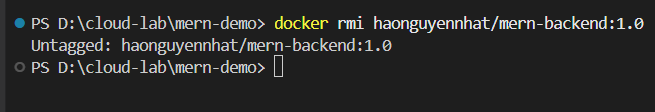 PS D:\cloud-lab\mern-demo> docker rmi haonguyennhat/mern-backend:1.0
Untagged: haonguyennhat/mern-backend:1.0
PS D:\cloud-lab\mern-demo>